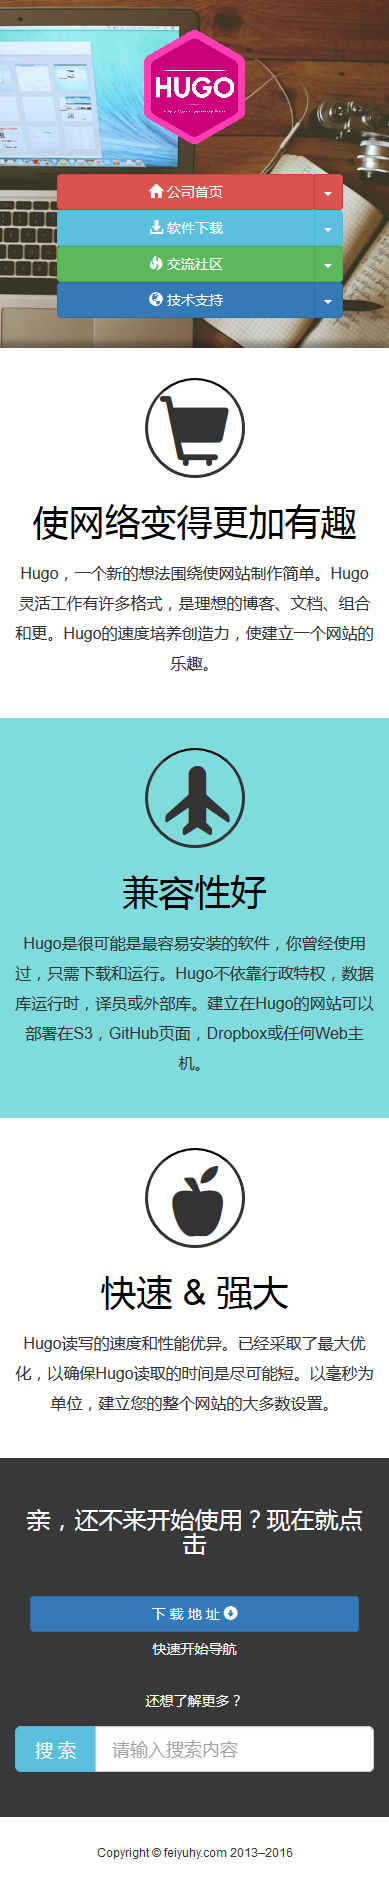 HUGO
公司首页
软件下载
交流社区
技术支持
使网络变得更加有趣
Hugo，一个新的想法围绕使网站制作简单。Hugo
灵活工作有许多格式，是理想的博客、文档、组合
和更。Hugo的速度培养创造力，使建立一个网站的
乐趣。
兼容性好
Hugo是很可能是最容易安装的软件，你曾经使用
过，只需下载和运行。Hugo不依靠行政特权，数据
库运行时，译员或外部库。建立在Hugo的网站可以
部署在S3，GitHub页面，Dropbox或任何Web主
机。
快速 & 强大
Hugo读写的速度和性能优异。已经采取了最大优
化，以确保Hugo读取的时间是尽可能短。以毫秒为
单位，建立您的整个网站的大多数设置。
亲，还不来开始使用？现在就点
击
下 载 地 址
快速开始导航
还想了解更多？
搜 索 请输入搜索内容
Copyright © feiyuhy.com 2013–2016